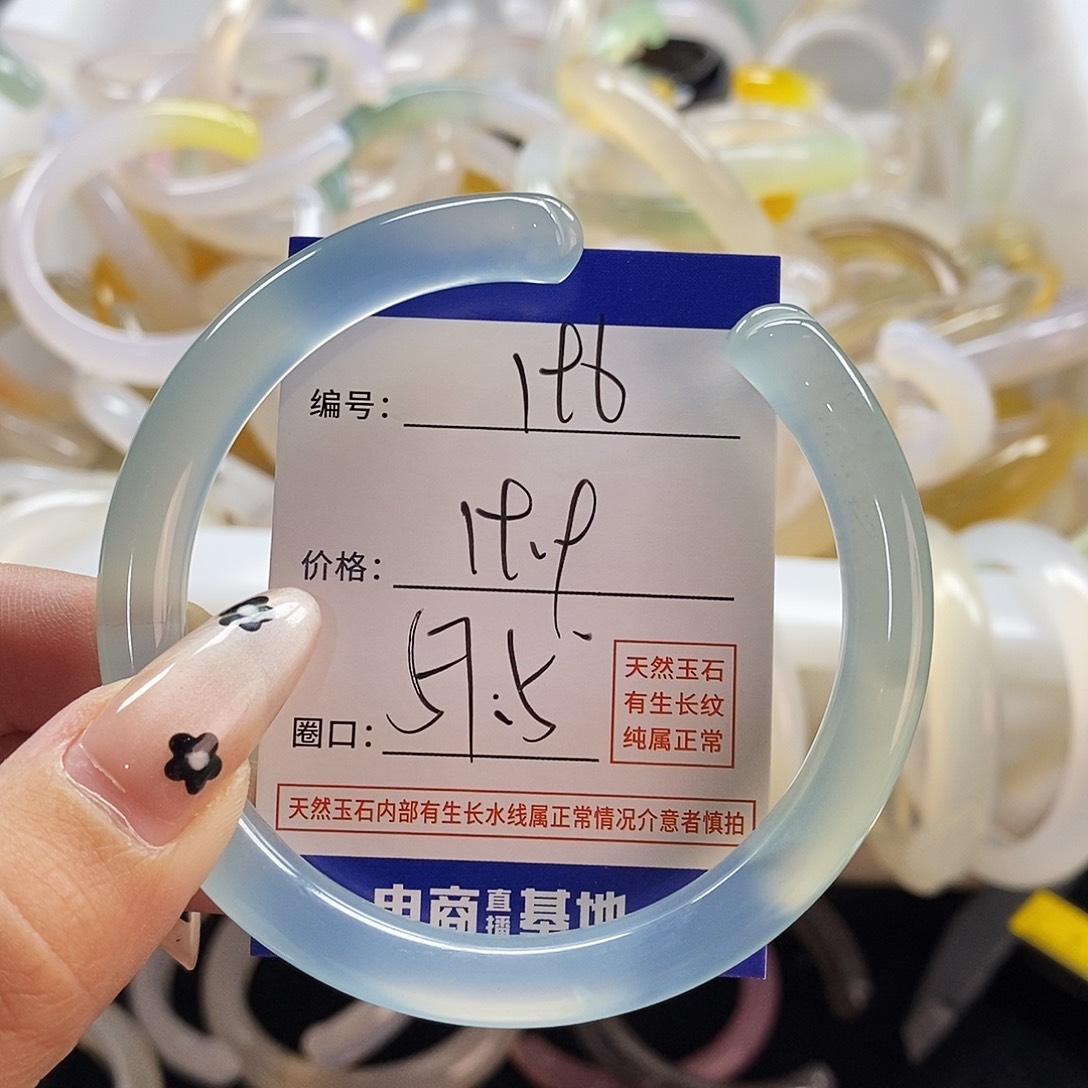 编号：
价格：
圈口：
天然玉石
有生长纹
纯属正常
天然玉石内部有生长水线属正常情况介意者慎拍
电商直播基地